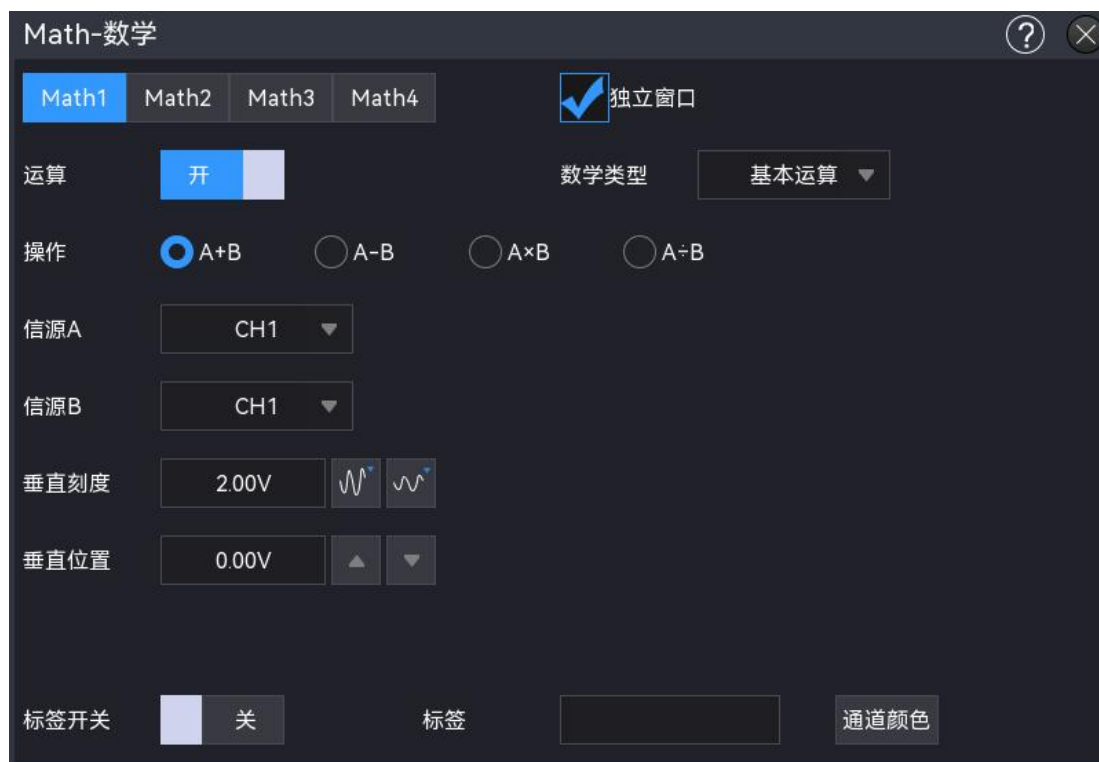 Math-数学
Math1 Math2 Math3 Math4 独立窗口
运算 开 数学类型 基本运算
操作 A+B A-B A×B A÷B
信源A CH1
信源B CH1
垂直刻度 2.00V
垂直位置 0.00V
标签开关 关 标签 通道颜色